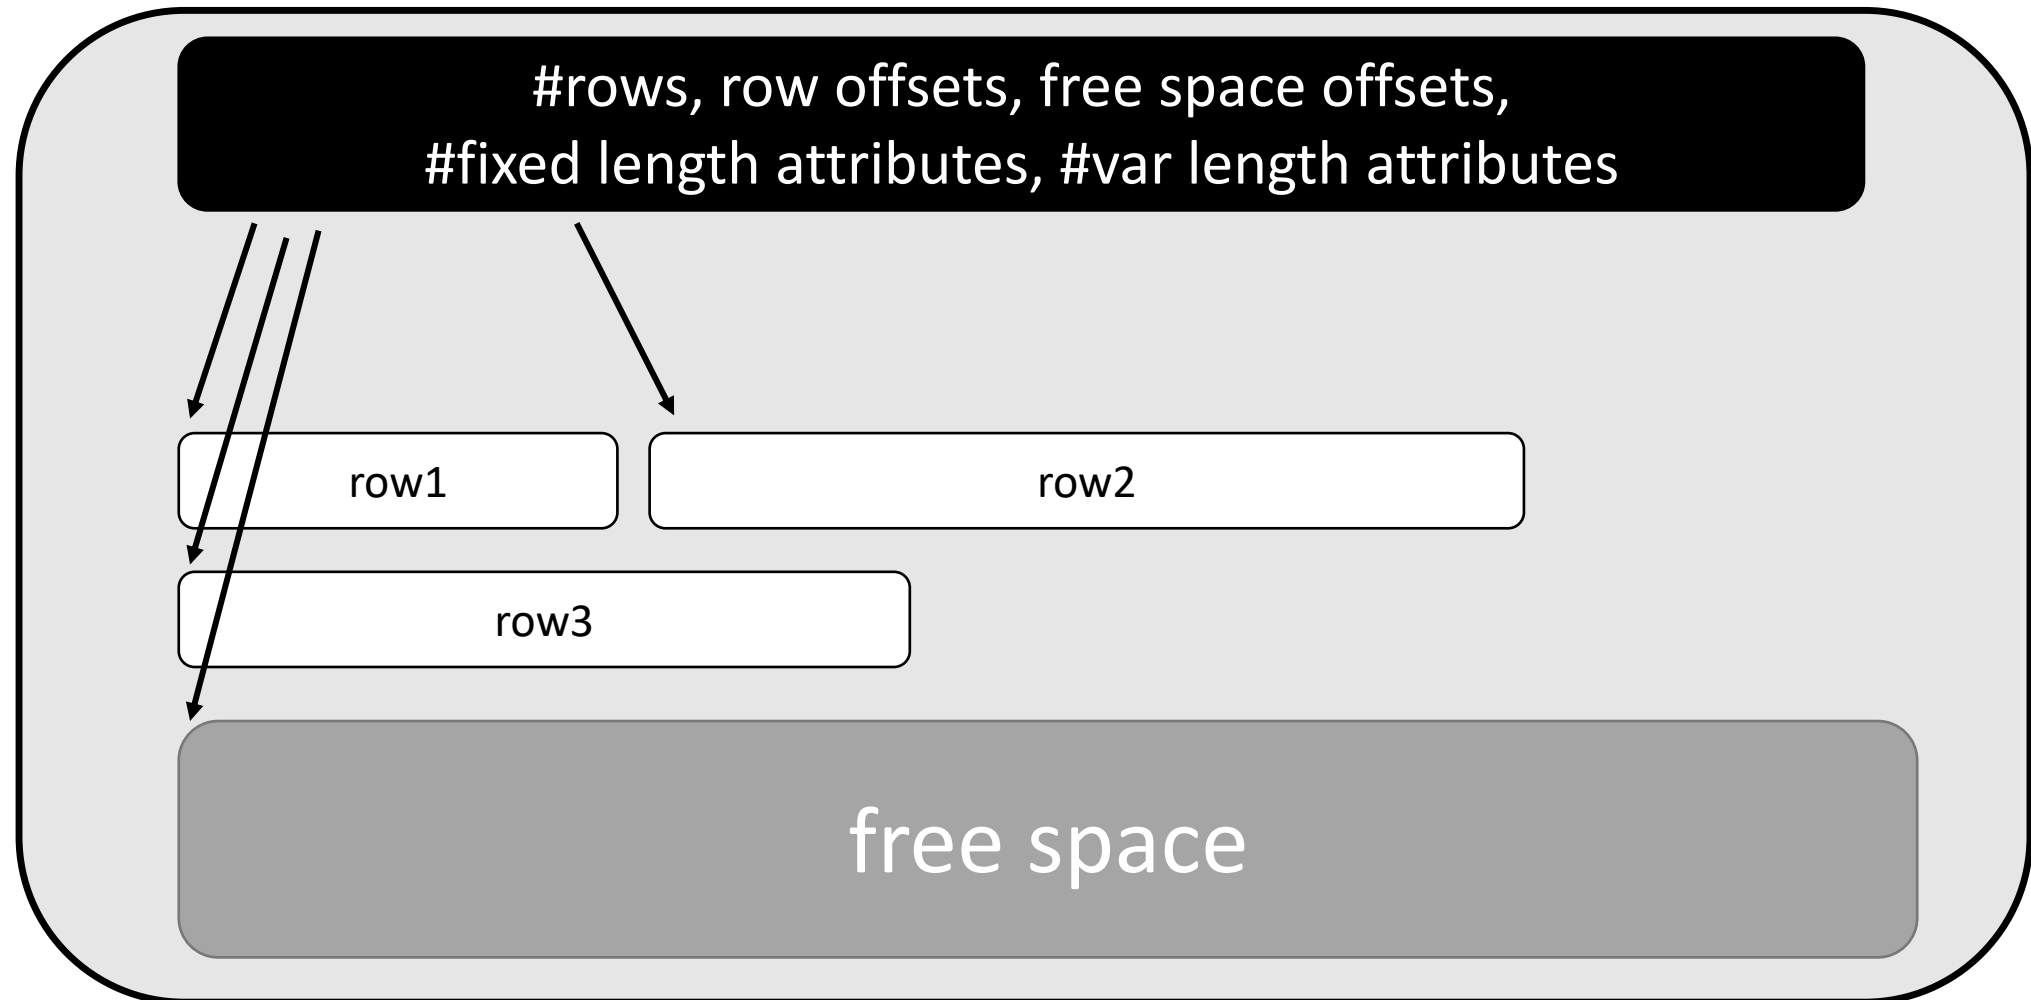 #rows, row offsets, free space offsets,
#fixed length attributes, #var length attributes
row1
row2
row3
free space